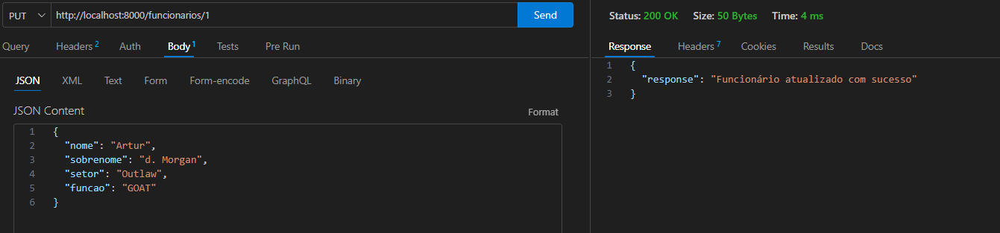 PUT http://localhost:8000/funcionarios/1 Send
Query Headers 2 Auth Body 1 Tests Pre Run
JSON XML Text Form Form-encode GraphQL Binary
JSON Content Format
1 {
2 "nome": "Artur",
3 "sobrenome": "d. Morgan",
4 "setor": "Outlaw",
5 "funcao": "GOAT"
6 }
Status: 200 OK Size: 50 Bytes Time: 4 ms
Response Headers 7 Cookies Results Docs
1 {
2 "response": "Funcionário atualizado com sucesso"
3 }